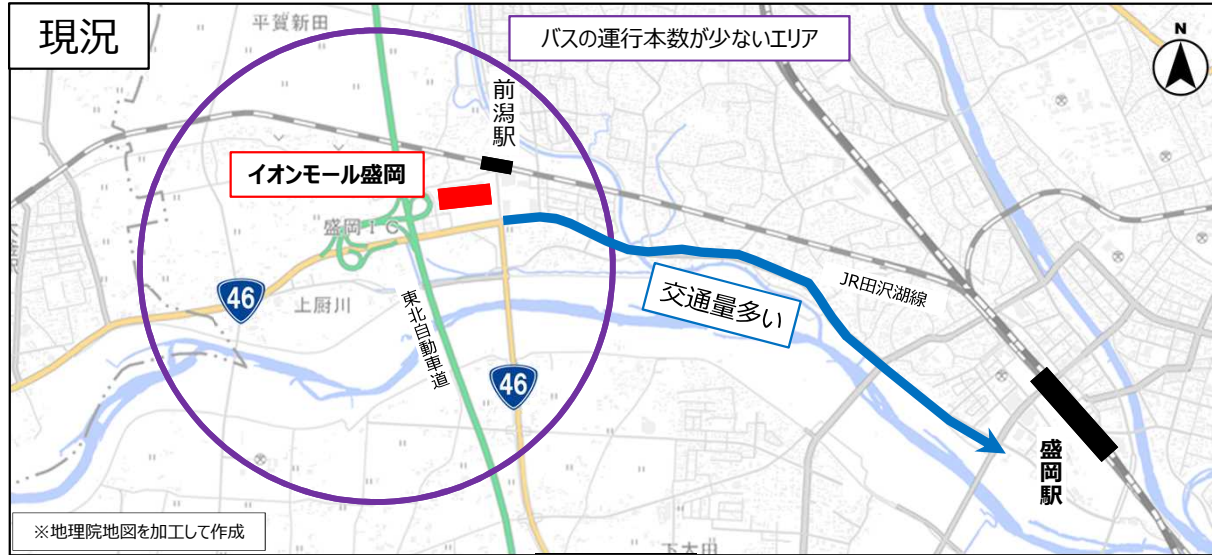 現況
平賀新田
バスの運行本数が少ないエリア
N
前潟駅
イオンモール盛岡
盛岡IC
JR田沢湖線
46
上厨川
交通量多い
東北自動車道
46
盛岡駅
※地理院地図を加工して作成
下太田